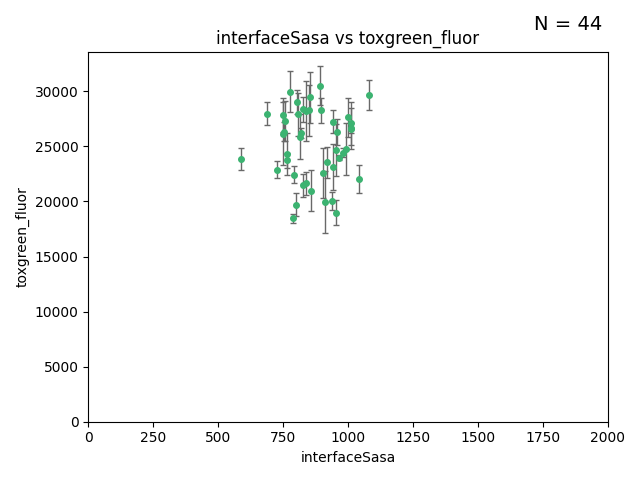 N = 44
interfaceSasa vs toxgreen_fluor
30000
25000
20000
15000
10000
5000
0
toxgreen_fluor
0 250 500 750 1000 1250 1500 1750 2000
interfaceSasa